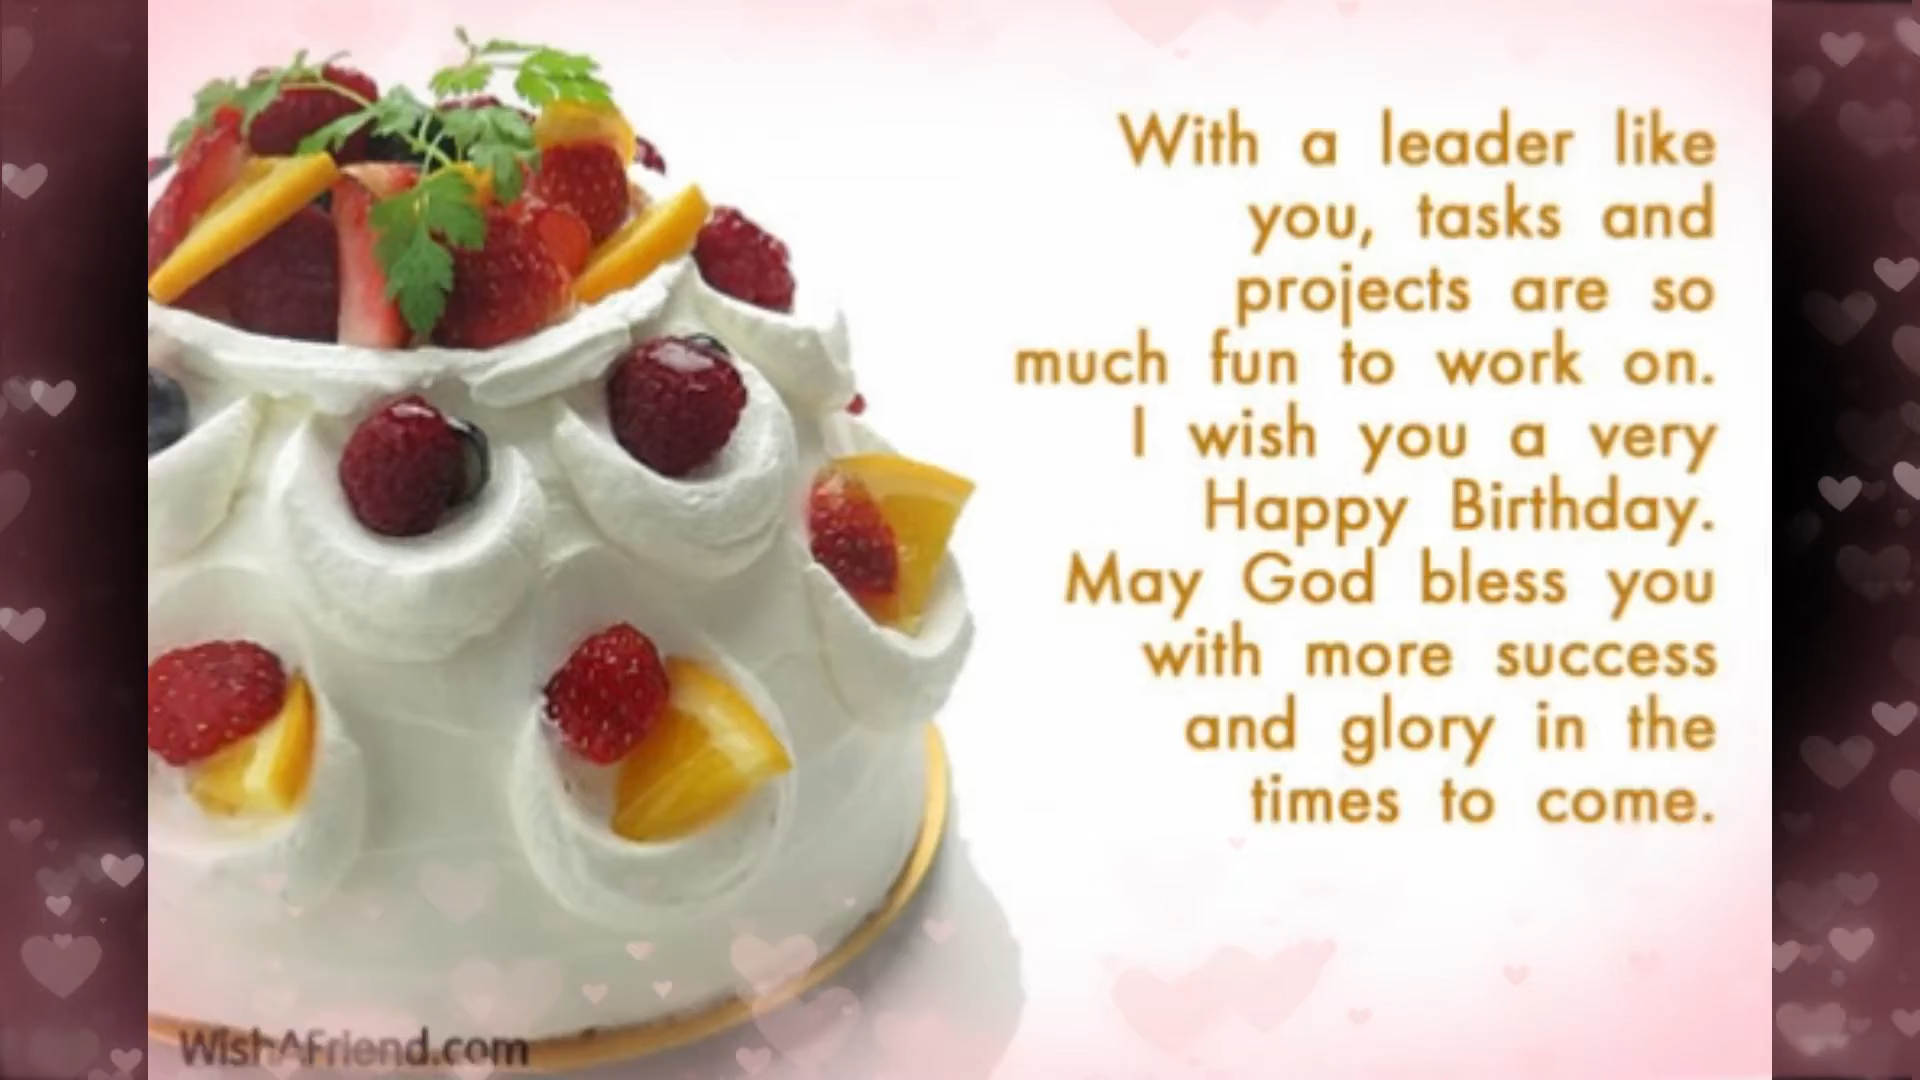 With a leader like
you, tasks and
projects are so
much fun to work on.
I wish you a very
Happy Birthday.
May God bless you
with more success
and glory in the
times to come.
WishAFriend.com